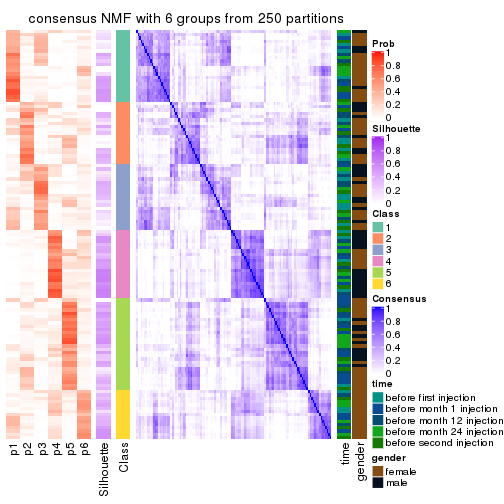 consensus NMF with 6 groups from 250 partitions
Prob
1
0.8
0.6
0.4
0.2
0
Silhouette
1
0.8
0.6
0.4
0.2
0
Class
1
2
3
4
5
6
Consensus
1
0.8
0.6
0.4
0.2
0
time
before first injection
before month 1 injection
before month 12 injection
before month 24 injection
before second injection
gender
female
male
p1
p2
p3
p4
p5
p6
Silhouette
Class
time
gender